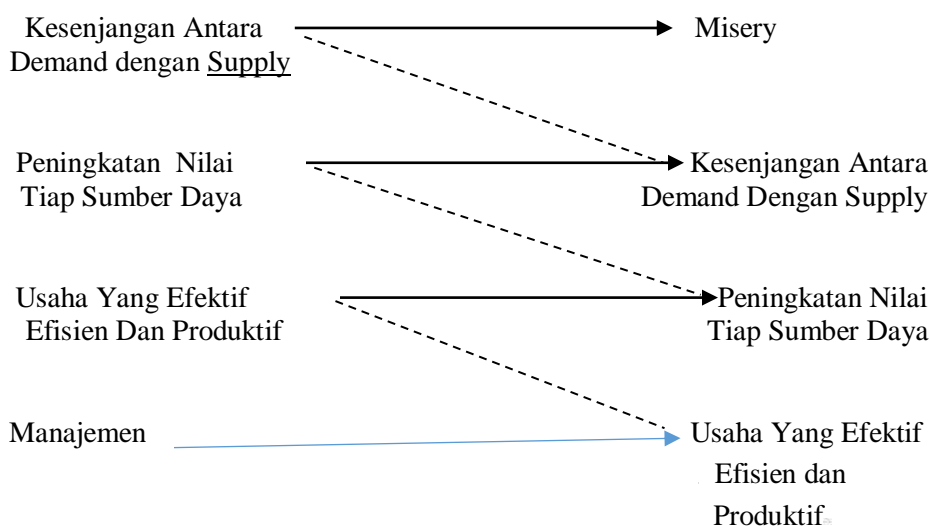 Kesenjangan Antara
Demand dengan Supply
Misery
Peningkatan Nilai
Tiap Sumber Daya
Kesenjangan Antara
Demand Dengan Supply
Usaha Yang Efektif
Efisien Dan Produktif
Peningkatan Nilai
Tiap Sumber Daya
Manajemen
Usaha Yang Efektif
Efisien dan
Produktif